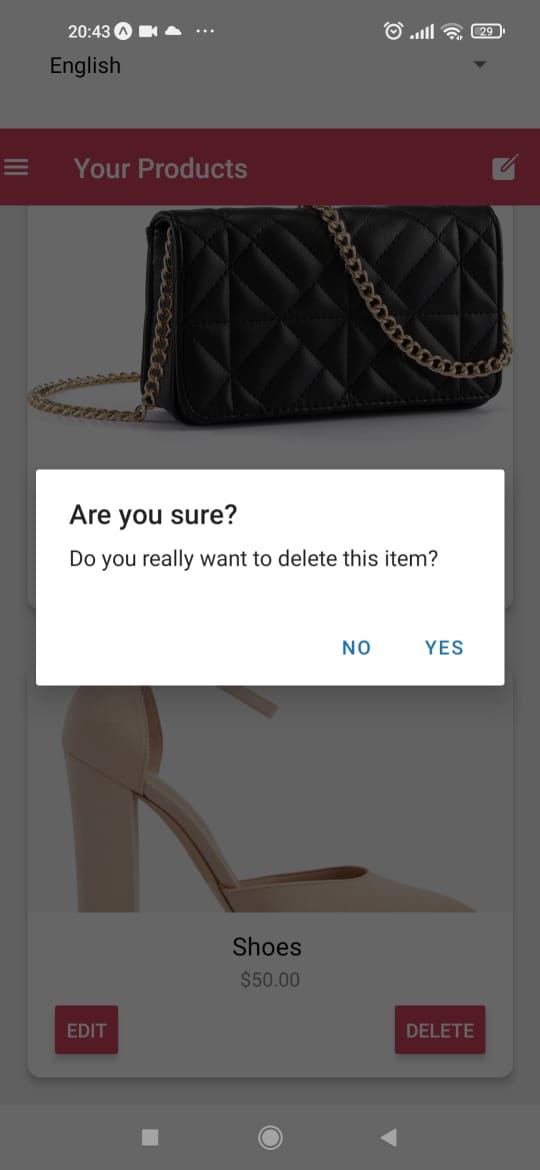 20:43
29
English
Your Products
Are you sure?
Do you really want to delete this item?
NO YES
Shoes
$50.00
EDIT DELETE